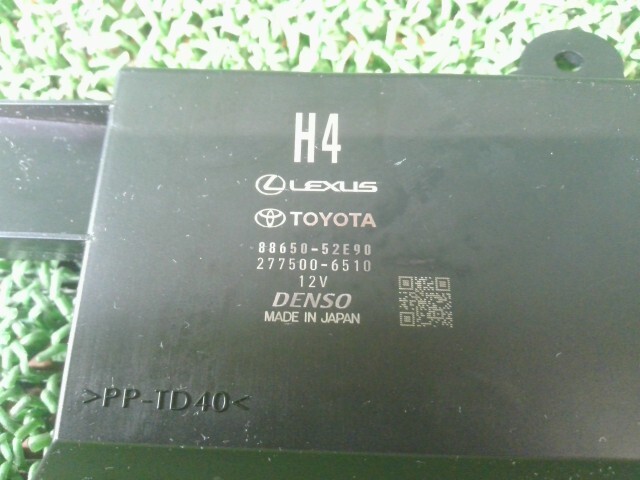 H4
LEXUS
TOYOTA
88650-52E90
277500-6510
12V
DENSO
MADE IN JAPAN
>PP-TD40<